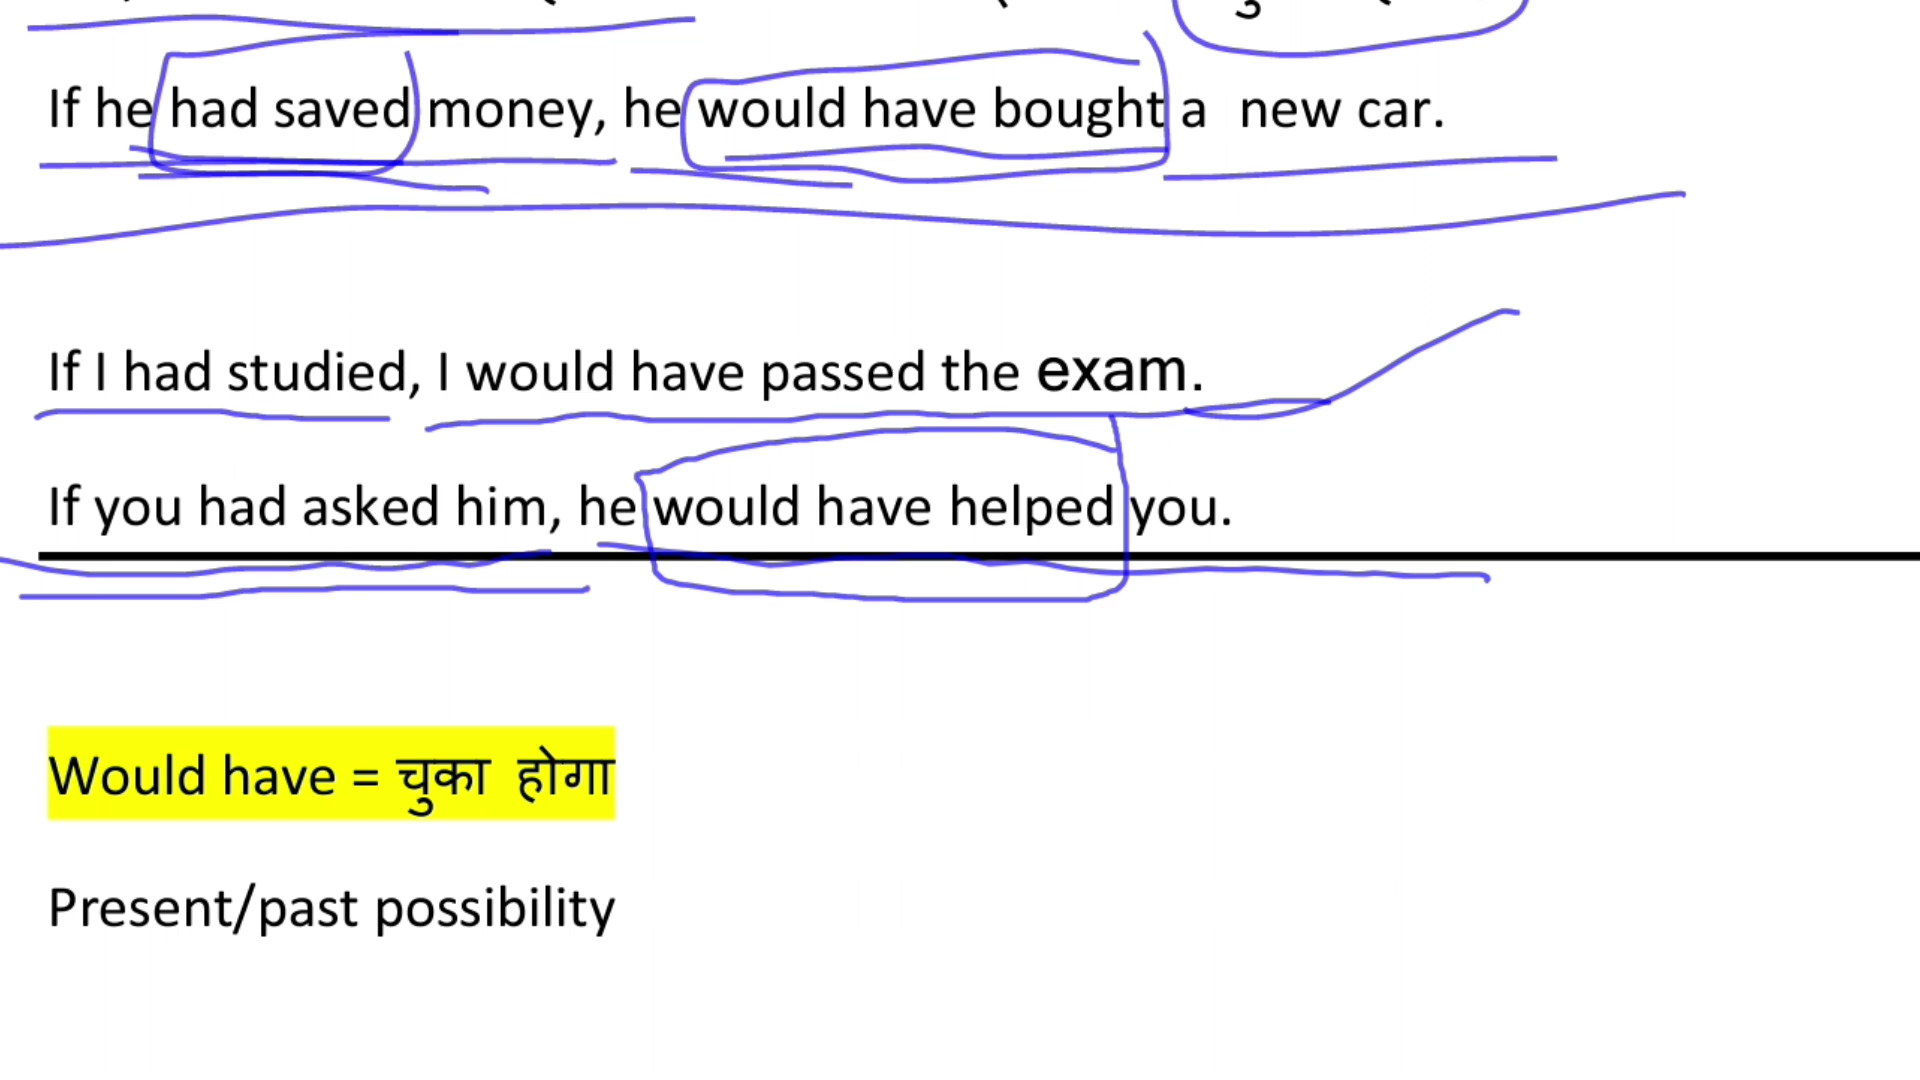 If he had saved money, he would have bought a new car.
If I had studied, I would have passed the exam.
If you had asked him, he would have helped you.
Would have = चुका होगा
Present/past possibility